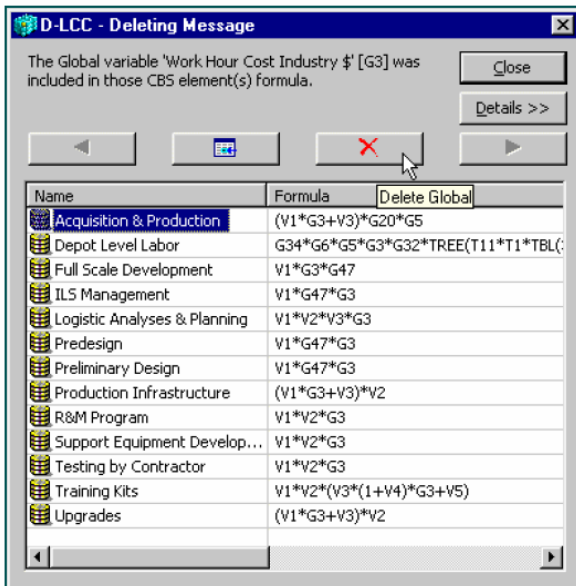 D-LCC - Deleting Message
The Global variable 'Work Hour Cost Industry $' [G3] was
included in those CBS element(s) formula.
Close
Details >>
Name Formula
Delete Global
Acquisition & Production (V1*G3+V3)*G20*G5
Depot Level Labor G34*G6*G5*G3*G32*TREE(T11*T1*TBL(
Full Scale Development V1*G3*G47
ILS Management V1*G47*G3
Logistic Analyses & Planning V1*V2*V3*G3
Predesign V1*G47*G3
Preliminary Design V1*G47*G3
Production Infrastructure (V1*G3+V3)*V2
R&M Program V1*V2*G3
Support Equipment Develop... V1*V2*G3
Testing by Contractor V1*V2*G3
Training Kits V1*V2*(V3*(1+V4)*G3+V5)
Upgrades (V1*G3+V3)*V2